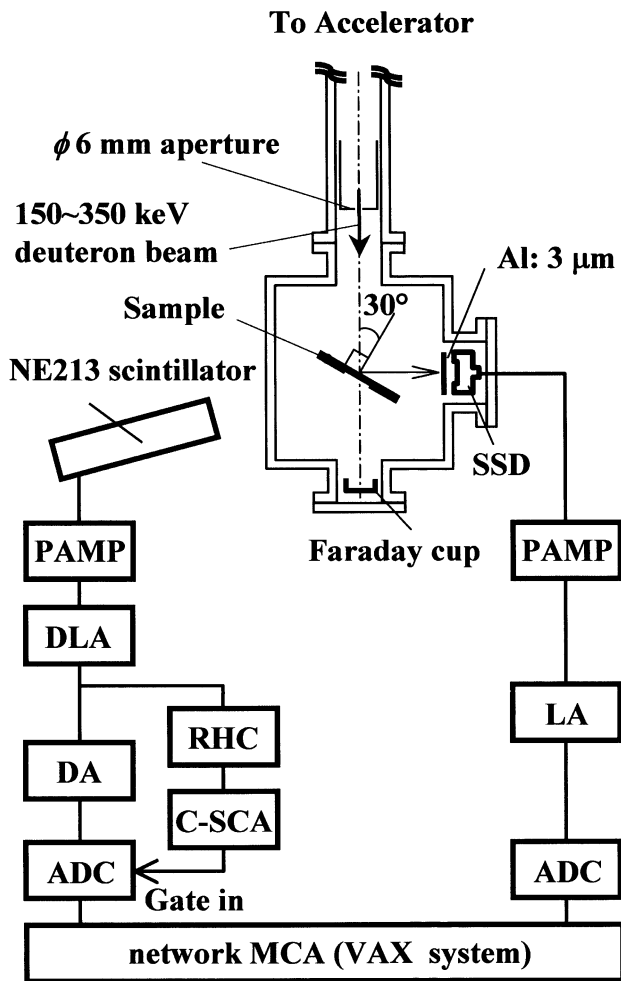 To Accelerator
ϕ 6 mm aperture
150~350 keV
deuteron beam
Al: 3 μm
30°
Sample
NE213 scintillator
SSD
Faraday cup
PAMP
PAMP
DLA
LA
RHC
DA
C-SCA
ADC
ADC
Gate in
network MCA (VAX system)